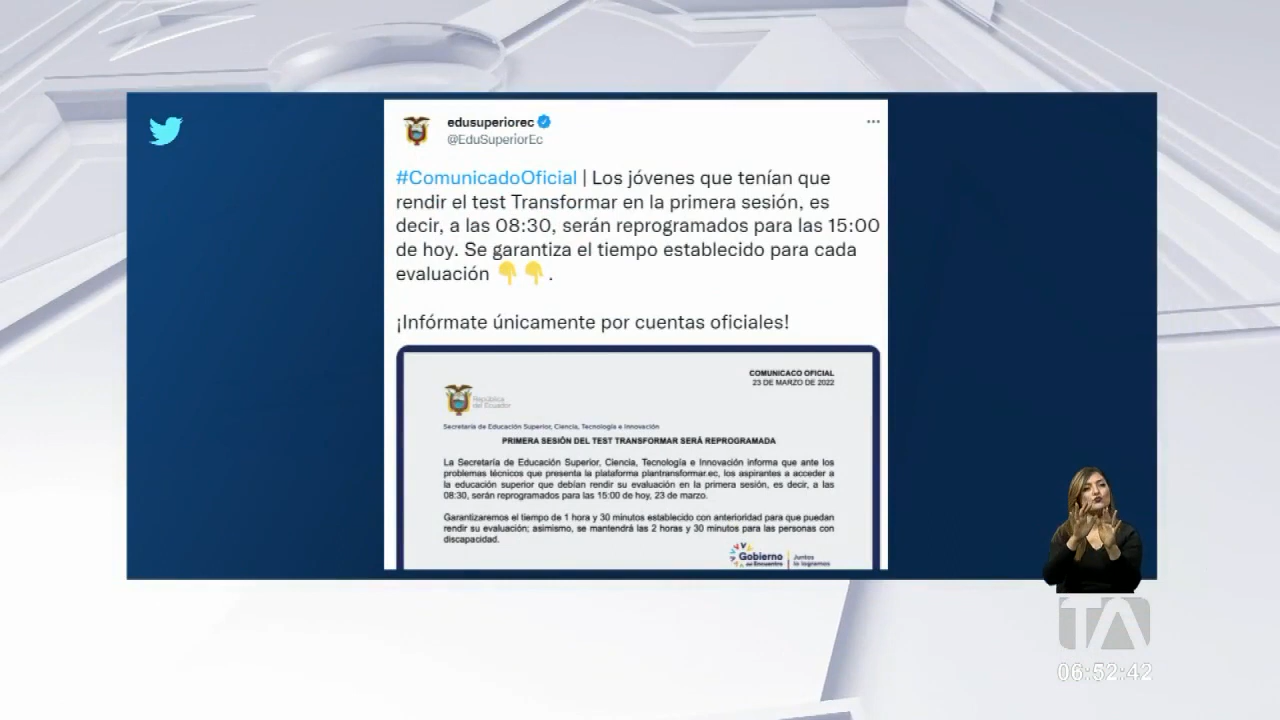 edusuperiorec
@EduSuperiorEc
#ComunicadoOficial | Los jóvenes que tenían que
rendir el test Transformar en la primera sesión, es
decir, a las 08:30, serán reprogramados para las 15:00
de hoy. Se garantiza el tiempo establecido para cada
evaluación 👇👇.
¡Infórmate únicamente por cuentas oficiales!
COMUNICACO OFICIAL
23 DE MARZO DE 2022
República
del Ecuador
Secretaría de Educación Superior, Ciencia, Tecnología e Innovación
PRIMERA SESIÓN DEL TEST TRANSFORMAR SERÁ REPROGRAMADA
La Secretaría de Educación Superior, Ciencia, Tecnología e Innovación informa que ante los
problemas técnicos que presenta la plataforma plantransformar.ec, los aspirantes a acceder a
la educación superior que debían rendir su evaluación en la primera sesión, es decir, a las
08:30, serán reprogramados para las 15:00 de hoy, 23 de marzo.
Garantizaremos el tiempo de 1 hora y 30 minutos establecido con anterioridad para que puedan
rendir su evaluación; asimismo, se mantendrá las 2 horas y 30 minutos para las personas con
discapacidad.
Gobierno
del Encuentro
Juntos
lo logramos
TA
06:52:42